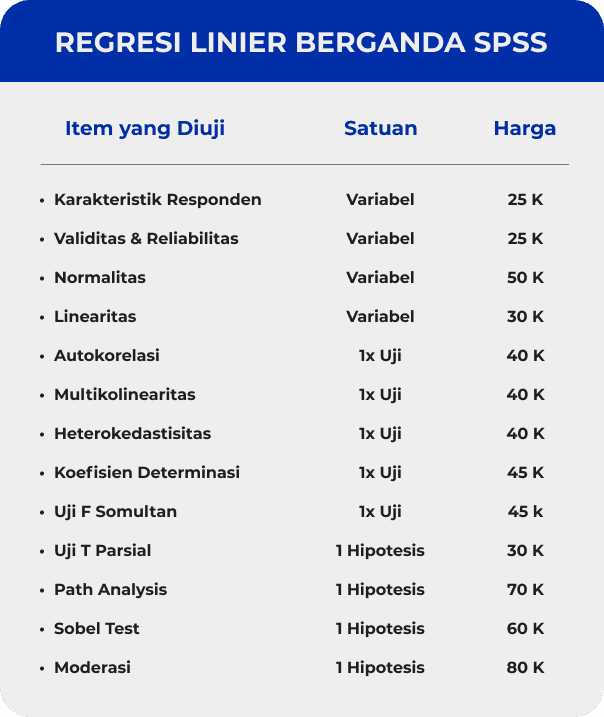 REGRESI LINIER BERGANDA SPSS
Item yang Diuji Satuan Harga
• Karakteristik Responden Variabel 25 K
• Validitas & Reliabilitas Variabel 25 K
• Normalitas Variabel 50 K
• Linearitas Variabel 30 K
• Autokorelasi 1x Uji 40 K
• Multikolinearitas 1x Uji 40 K
• Heterokedastisitas 1x Uji 40 K
• Koefisien Determinasi 1x Uji 45 K
• Uji F Somultan 1x Uji 45 k
• Uji T Parsial 1 Hipotesis 30 K
• Path Analysis 1 Hipotesis 70 K
• Sobel Test 1 Hipotesis 60 K
• Moderasi 1 Hipotesis 80 K